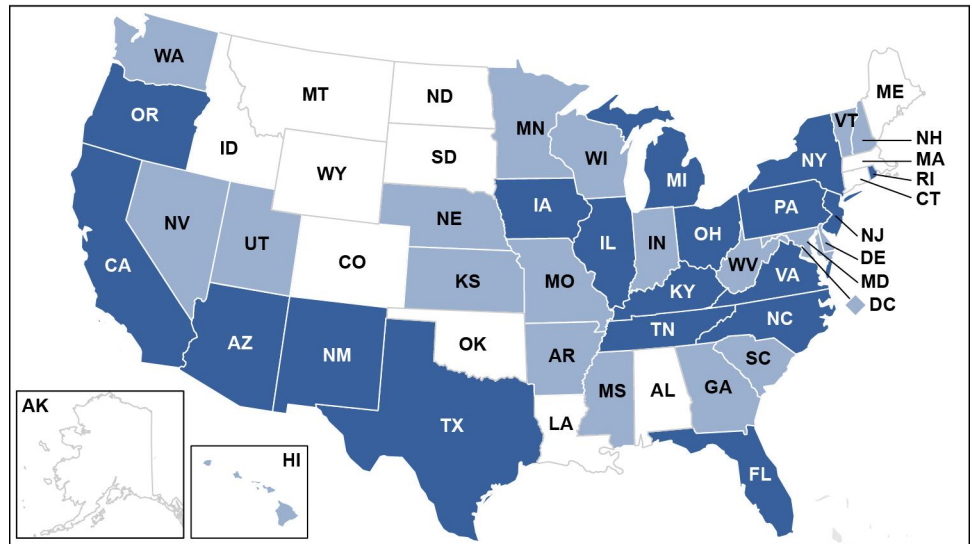 WA
MT
ND
ME
OR
MN
VT
ID
SD
WI
NH
NY
MA
WY
MI
RI
CT
IA
PA
NE
NV
IL
IN
OH
NJ
UT
DE
CA
CO
KS
MO
WV
VA
MD
KY
DC
NC
TN
AZ
NM
OK
AR
SC
MS
AL
GA
AK
TX
LA
HI
FL